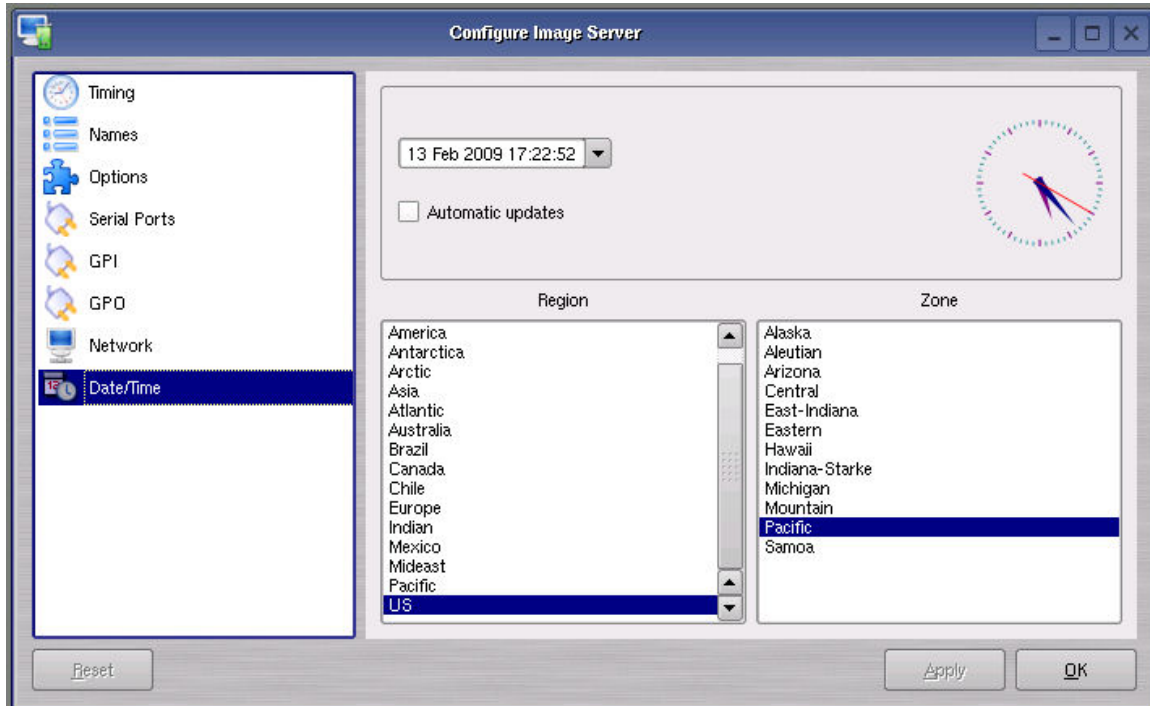 Configure Image Server
Timing
Names
Options
Serial Ports
GPI
GPO
Network
12
Date/Time
13 Feb 2009 17:22:52
Automatic updates
Region
America
Antarctica
Arctic
Asia
Atlantic
Australia
Brazil
Canada
Chile
Europe
Indian
Mexico
Mideast
Pacific
US
Zone
Alaska
Aleutian
Arizona
Central
East-Indiana
Eastern
Hawaii
Indiana-Starke
Michigan
Mountain
Pacific
Samoa
Reset
Apply
OK